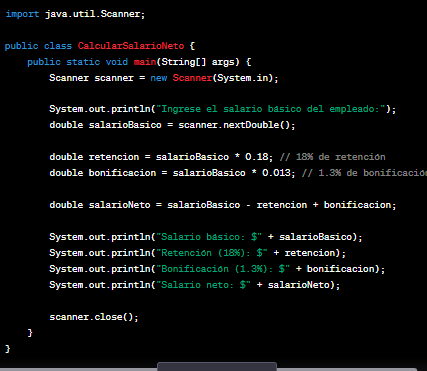 import java.util.Scanner;
public class CalcularSalarioNeto {
public static void main(String[] args) {
Scanner scanner = new Scanner(System.in);
System.out.println("Ingrese el salario básico del empleado:");
double salarioBasico = scanner.nextDouble();
double retencion = salarioBasico * 0.18; // 18% de retención
double bonificacion = salarioBasico * 0.013; // 1.3% de bonificación
double salarioNeto = salarioBasico - retencion + bonificacion;
System.out.println("Salario básico: $" + salarioBasico);
System.out.println("Retención (18%): $" + retencion);
System.out.println("Bonificación (1.3%): $" + bonificacion);
System.out.println("Salario neto: $" + salarioNeto);
scanner.close();
}
}